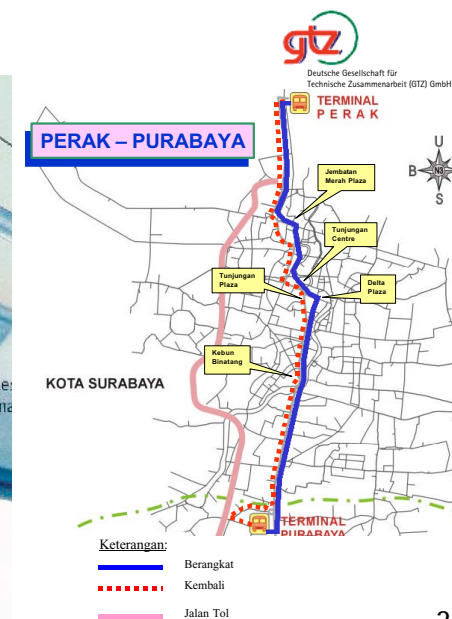 gtz
Deutsche Gesellschaft für
Technische Zusammenarbeit (GTZ) GmbH
TERMINAL
PERAK
PERAK – PURABAYA
U
B
S
Jembatan
Merah Plaza
Tunjungan
Centre
Tunjungan
Plaza
Delta
Plaza
Kebun
Binatang
KOTA SURABAYA
TERMINAL
PURABAYA
Keterangan:
Berangkat
Kembali
Jalan Tol